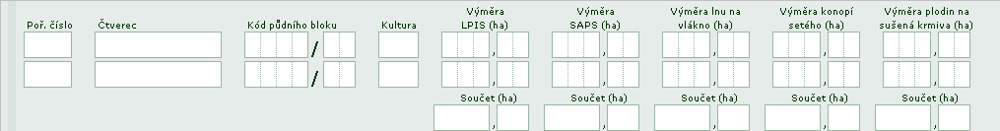 Poř. číslo Čtverec Kód půdního bloku Kultura Výměra LPIS (ha) Výměra SAPS (ha) Výměra lnu na vlákno (ha) Výměra konopí setého (ha) Výměra plodin na sušená krmiva (ha)
/ , , , , ,
/ , , , , ,
Součet (ha) Součet (ha) Součet (ha) Součet (ha) Součet (ha)
, , , , ,